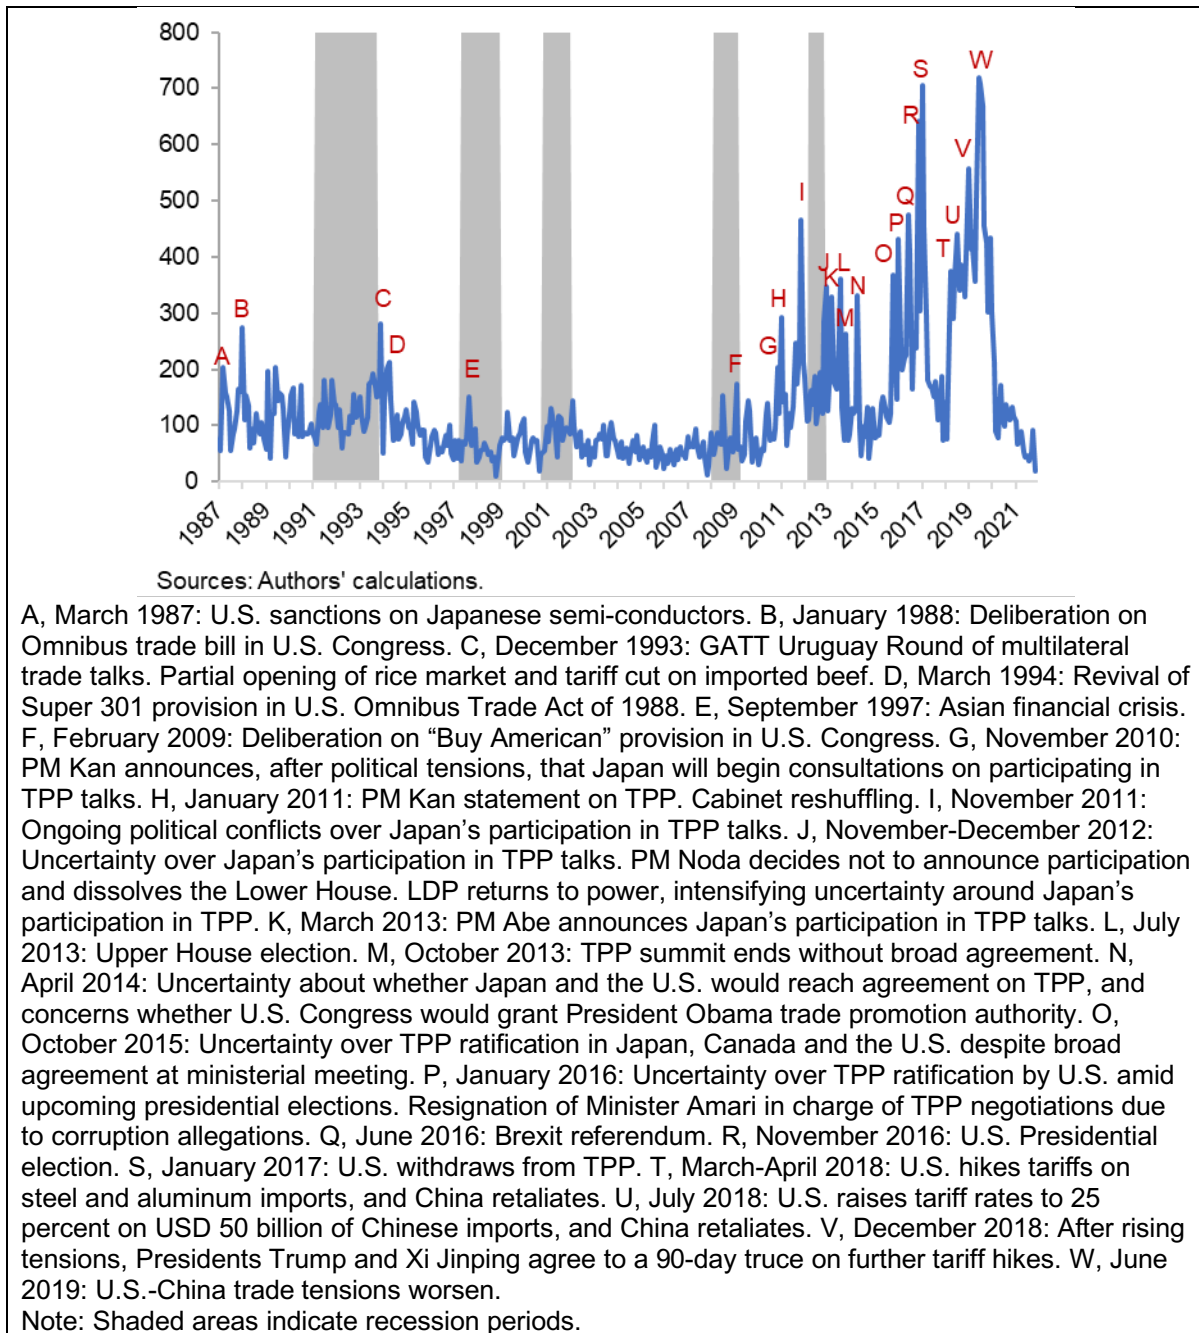 800
700
600
500
400
300
200
100
0
A
B
C
D
E
F
G
H
I
J
K
L
M
N
O
P
Q
R
S
T
U
V
W
1987
1989
1991
1993
1995
1997
1999
2001
2003
2005
2007
2009
2011
2013
2015
2017
2019
2021
Sources: Authors' calculations.
A, March 1987: U.S. sanctions on Japanese semi-conductors. B, January 1988: Deliberation on
Omnibus trade bill in U.S. Congress. C, December 1993: GATT Uruguay Round of multilateral
trade talks. Partial opening of rice market and tariff cut on imported beef. D, March 1994: Revival of
Super 301 provision in U.S. Omnibus Trade Act of 1988. E, September 1997: Asian financial crisis.
F, February 2009: Deliberation on “Buy American” provision in U.S. Congress. G, November 2010:
PM Kan announces, after political tensions, that Japan will begin consultations on participating in
TPP talks. H, January 2011: PM Kan statement on TPP. Cabinet reshuffling. I, November 2011:
Ongoing political conflicts over Japan’s participation in TPP talks. J, November-December 2012:
Uncertainty over Japan’s participation in TPP talks. PM Noda decides not to announce participation
and dissolves the Lower House. LDP returns to power, intensifying uncertainty around Japan’s
participation in TPP. K, March 2013: PM Abe announces Japan’s participation in TPP talks. L, July
2013: Upper House election. M, October 2013: TPP summit ends without broad agreement. N,
April 2014: Uncertainty about whether Japan and the U.S. would reach agreement on TPP, and
concerns whether U.S. Congress would grant President Obama trade promotion authority. O,
October 2015: Uncertainty over TPP ratification in Japan, Canada and the U.S. despite broad
agreement at ministerial meeting. P, January 2016: Uncertainty over TPP ratification by U.S. amid
upcoming presidential elections. Resignation of Minister Amari in charge of TPP negotiations due
to corruption allegations. Q, June 2016: Brexit referendum. R, November 2016: U.S. Presidential
election. S, January 2017: U.S. withdraws from TPP. T, March-April 2018: U.S. hikes tariffs on
steel and aluminum imports, and China retaliates. U, July 2018: U.S. raises tariff rates to 25
percent on USD 50 billion of Chinese imports, and China retaliates. V, December 2018: After rising
tensions, Presidents Trump and Xi Jinping agree to a 90-day truce on further tariff hikes. W, June
2019: U.S.-China trade tensions worsen.
Note: Shaded areas indicate recession periods.